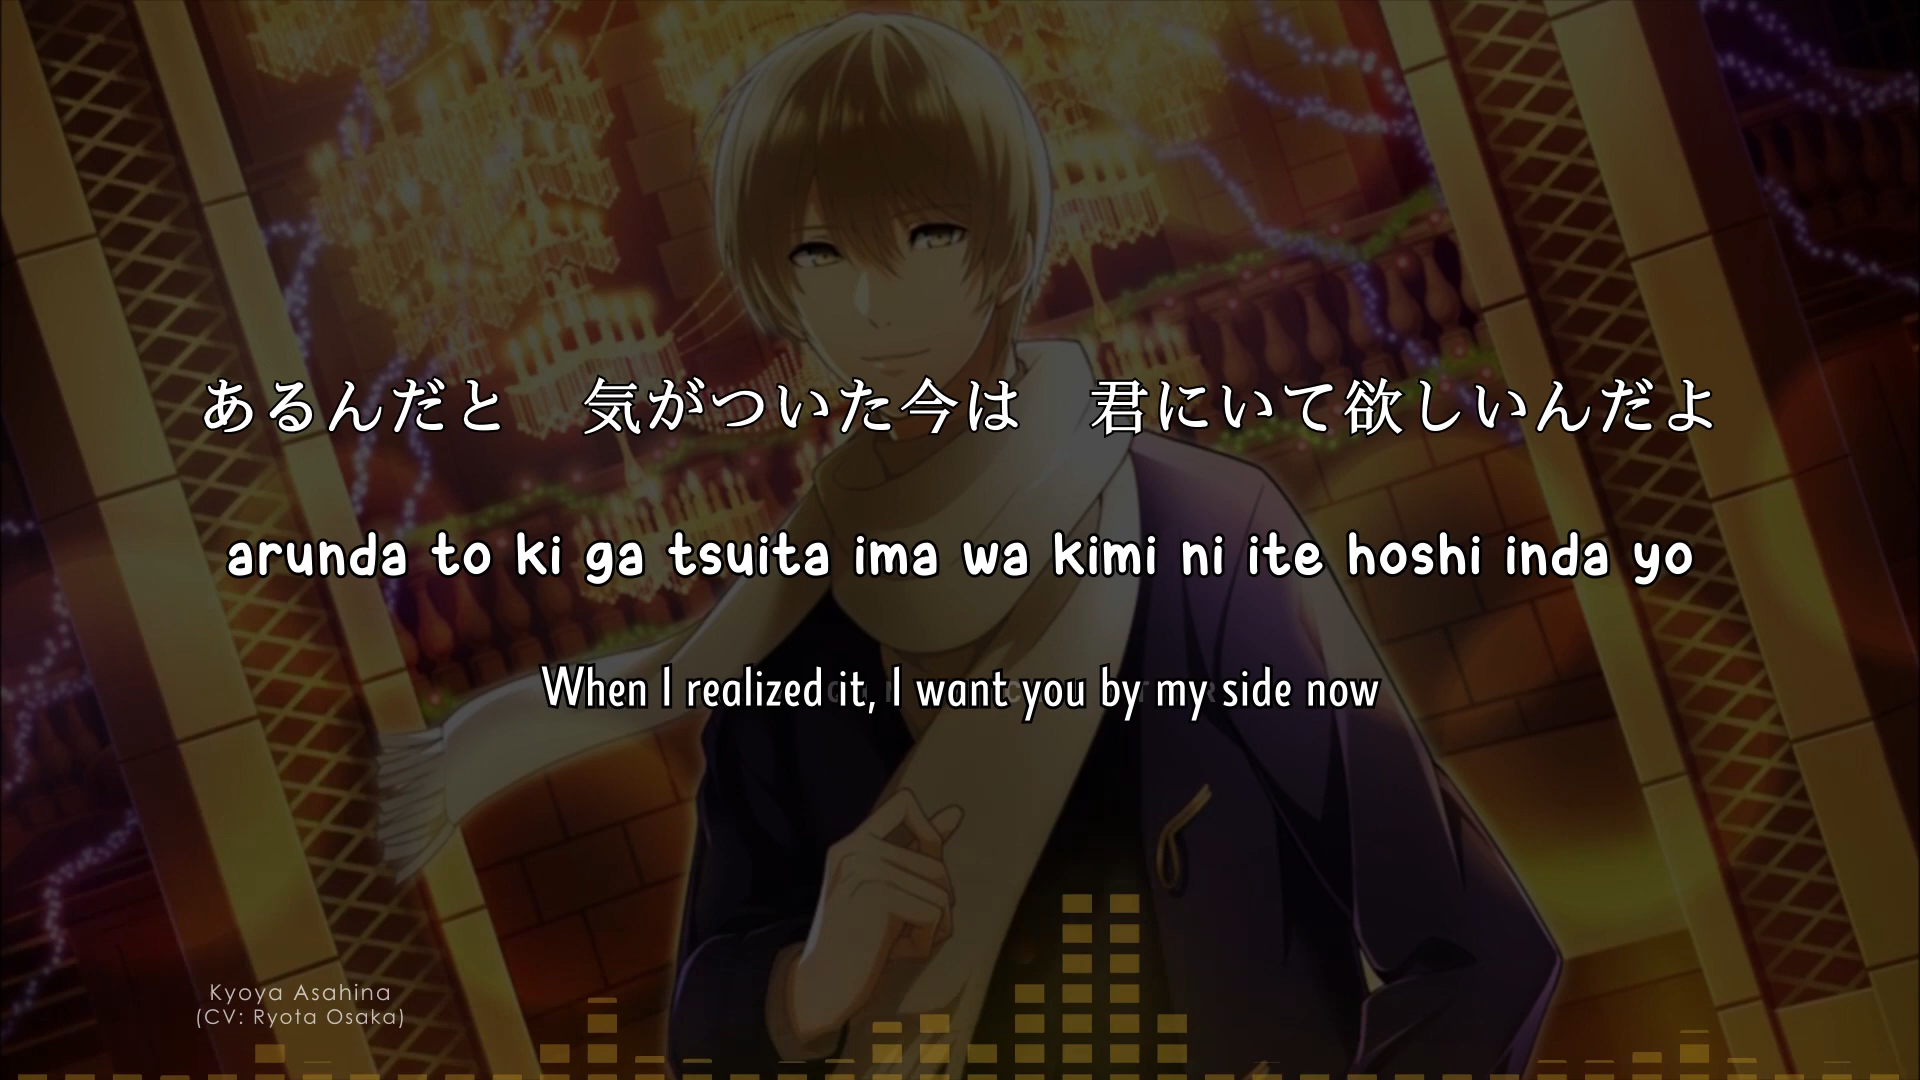 あるんだと　気がついた今は　君にいて欲しいんだよ
arunda to ki ga tsuita ima wa kimi ni ite hoshi inda yo
When I realized it, I want you by my side now
Kyoya Asahina
(CV: Ryota Osaka)